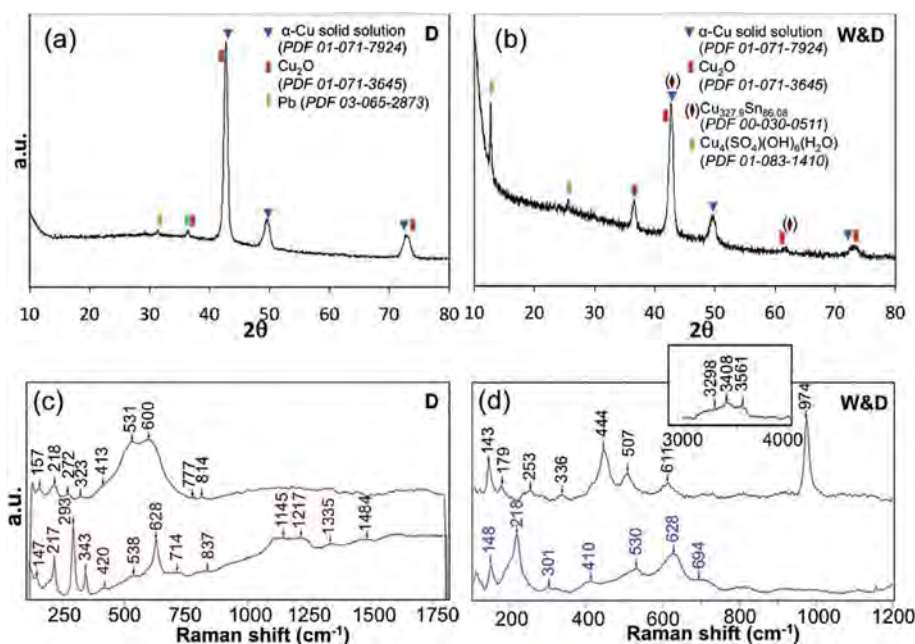 (a)
D
α-Cu solid solution
(PDF 01-071-7924)
Cu₂O
(PDF 01-071-3645)
Pb (PDF 03-065-2873)
a.u.
10 20 30 40 50 60 70 80
2θ
(b)
W&D
α-Cu solid solution
(PDF 01-071-7924)
Cu₂O
(PDF 01-071-3645)
Cu₃₂₇.₉Sn₈₆.₀₈
(PDF 00-030-0511)
Cu₄(SO₄)(OH)₆(H₂O)
(PDF 01-083-1410)
10 20 30 40 50 60 70 80
2θ
(c)
D
157 218 272 323 413 531 600 777 814
147 217 298 343 420 538 628 714 837 1145 1217 1335 1484
a.u.
250 500 750 1000 1250 1500 1750
Raman shift (cm⁻¹)
(d)
W&D
3298 3408 3561
3000 4000
143 179 253 336 444 507 611 974
148 218 301 410 530 628 694
200 400 600 800 1000 1200
Raman shift (cm⁻¹)